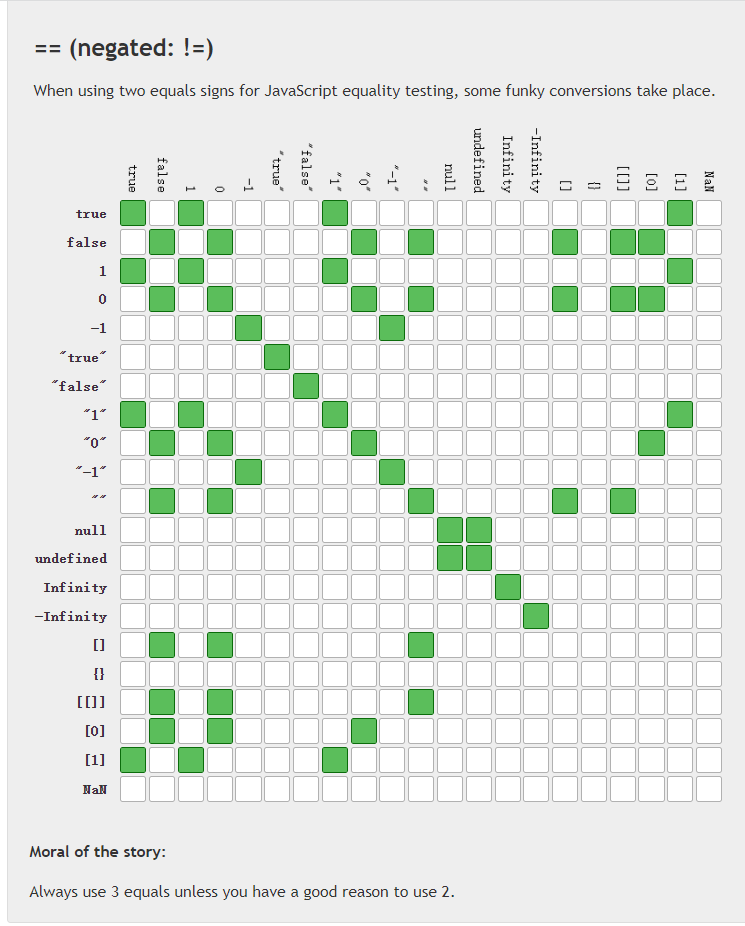 == (negated: !=)
When using two equals signs for JavaScript equality testing, some funky conversions take place.
true
false
1
0
-1
"true"
"false"
"1"
"0"
"-1"
""
null
undefined
Infinity
-Infinity
[]
{}
[[]]
[0]
[1]
NaN
true
false
1
0
-1
"true"
"false"
"1"
"0"
"-1"
""
null
undefined
Infinity
-Infinity
[]
{}
[[]]
[0]
[1]
NaN
Moral of the story:
Always use 3 equals unless you have a good reason to use 2.